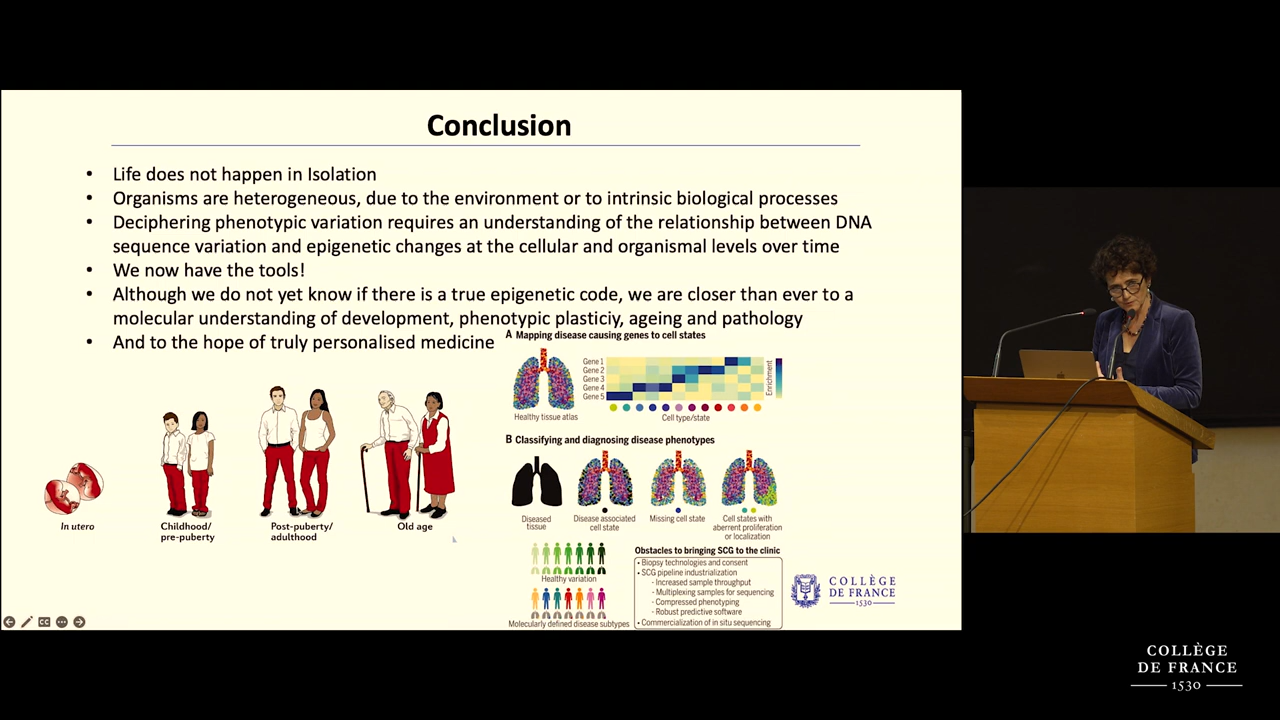 Conclusion
• Life does not happen in Isolation
• Organisms are heterogeneous, due to the environment or to intrinsic biological processes
• Deciphering phenotypic variation requires an understanding of the relationship between DNA
sequence variation and epigenetic changes at the cellular and organismal levels over time
• We now have the tools!
• Although we do not yet know if there is a true epigenetic code, we are closer than ever to a
molecular understanding of development, phenotypic plasticiy, ageing and pathology
• And to the hope of truly personalised medicine
In utero
Childhood/
pre-puberty
Post-puberty/
adulthood
Old age
A Mapping disease causing genes to cell states
Healthy tissue atlas
Gene 1
Gene 2
Gene 3
Gene 4
Gene 5
Cell type/state
Enrichment
B Classifying and diagnosing disease phenotypes
Diseased
tissue
Disease associated
cell state
Missing cell state
Cell states with
aberrant proliferation
or localization
Healthy variation
Molecularly defined disease subtypes
Obstacles to bringing SCG to the clinic
• Biopsy technologies and consent
• SCG pipeline industrialization
- Increased sample throughput
- Multiplexing samples for sequencing
- Compressed phenotyping
- Robust predictive software
• Commercialization of in situ sequencing
COLLÈGE
DE FRANCE
1530
CC
COLLÈGE
DE FRANCE
1530